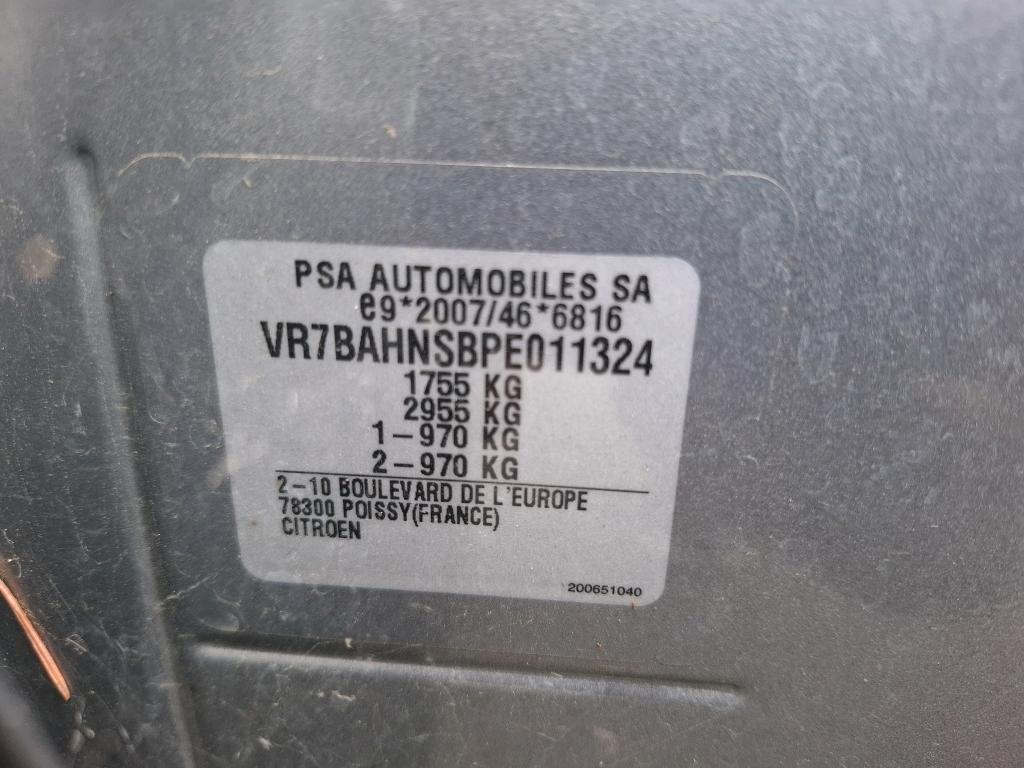 PSA AUTOMOBILES SA
e9*2007/46*6816
VR7BAHNSBPE011324
1755 KG
2955 KG
1-970 KG
2-970 KG
2-10 BOULEVARD DE L'EUROPE
78300 POISSY(FRANCE)
CITROEN
200651040